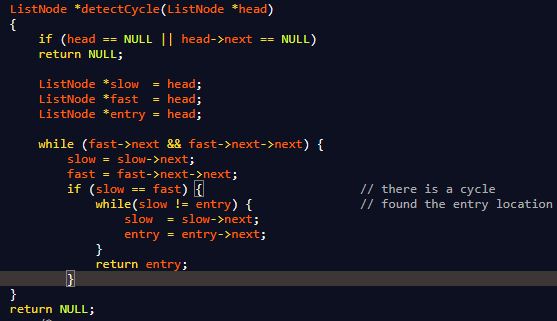 ListNode *detectCycle(ListNode *head)
{
    if (head == NULL || head->next == NULL)
    return NULL;
    ListNode *slow  = head;
    ListNode *fast  = head;
    ListNode *entry = head;
    while (fast->next && fast->next->next) {
        slow = slow->next;
        fast = fast->next->next;
        if (slow == fast) {                      // there is a cycle
            while(slow != entry) {               // found the entry location
                slow  = slow->next;
                entry = entry->next;
            }
            return entry;
        }
}
return NULL;